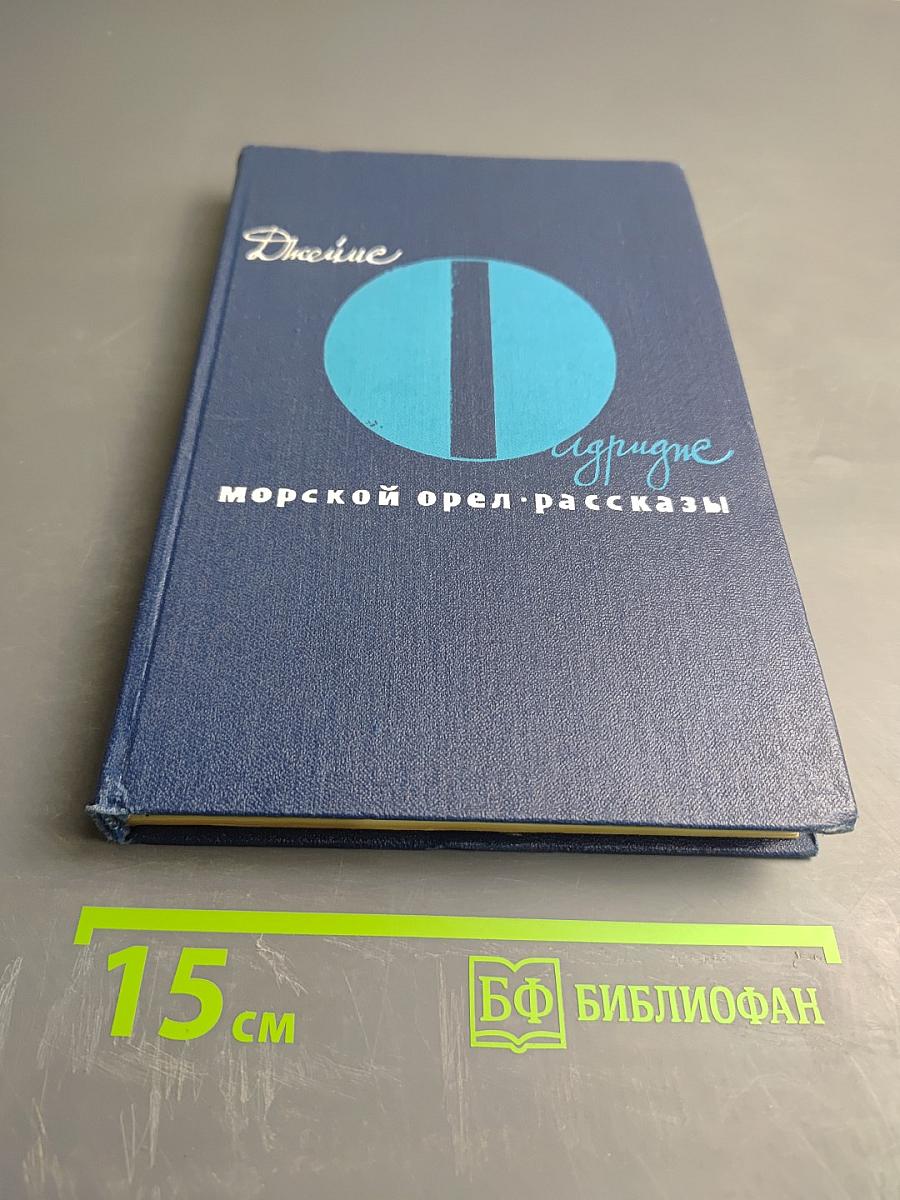 Джеймс
Олдридж
морской орел · рассказы
15 см
БФ БИБЛИОФАН